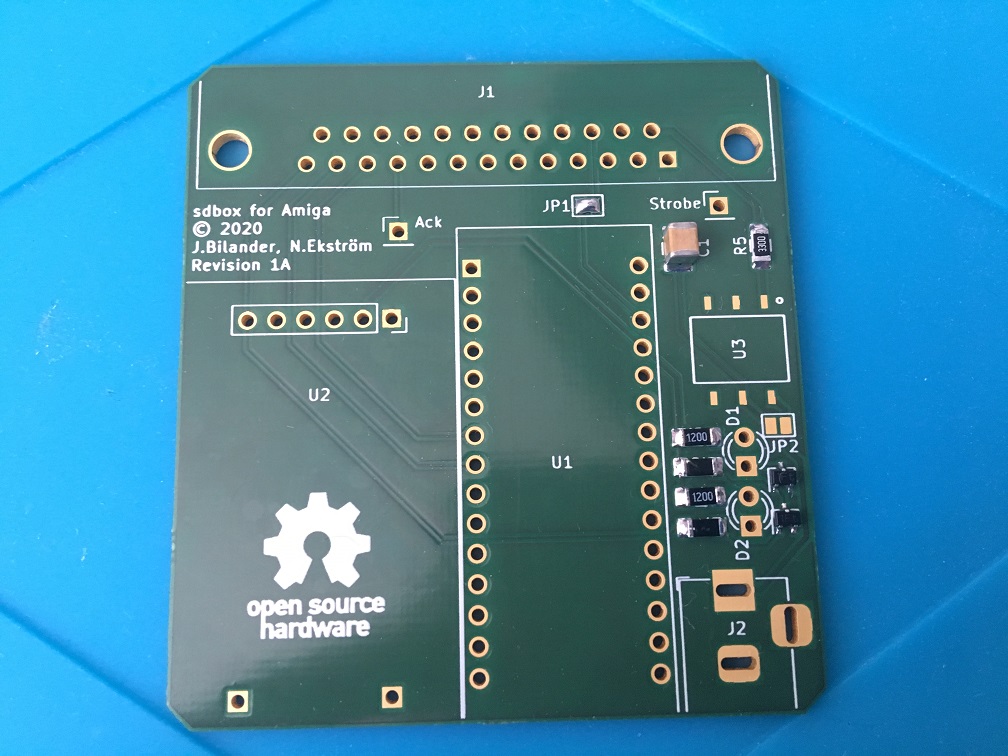 J1
JP1
Strobe
sdbox for Amiga
© 2020
J.Bilander, N.Ekström
Revision 1A
Ack
C1
R5
3300
U3
U2
D1
JP2
1200
U1
1200
D2
open source
hardware
J2